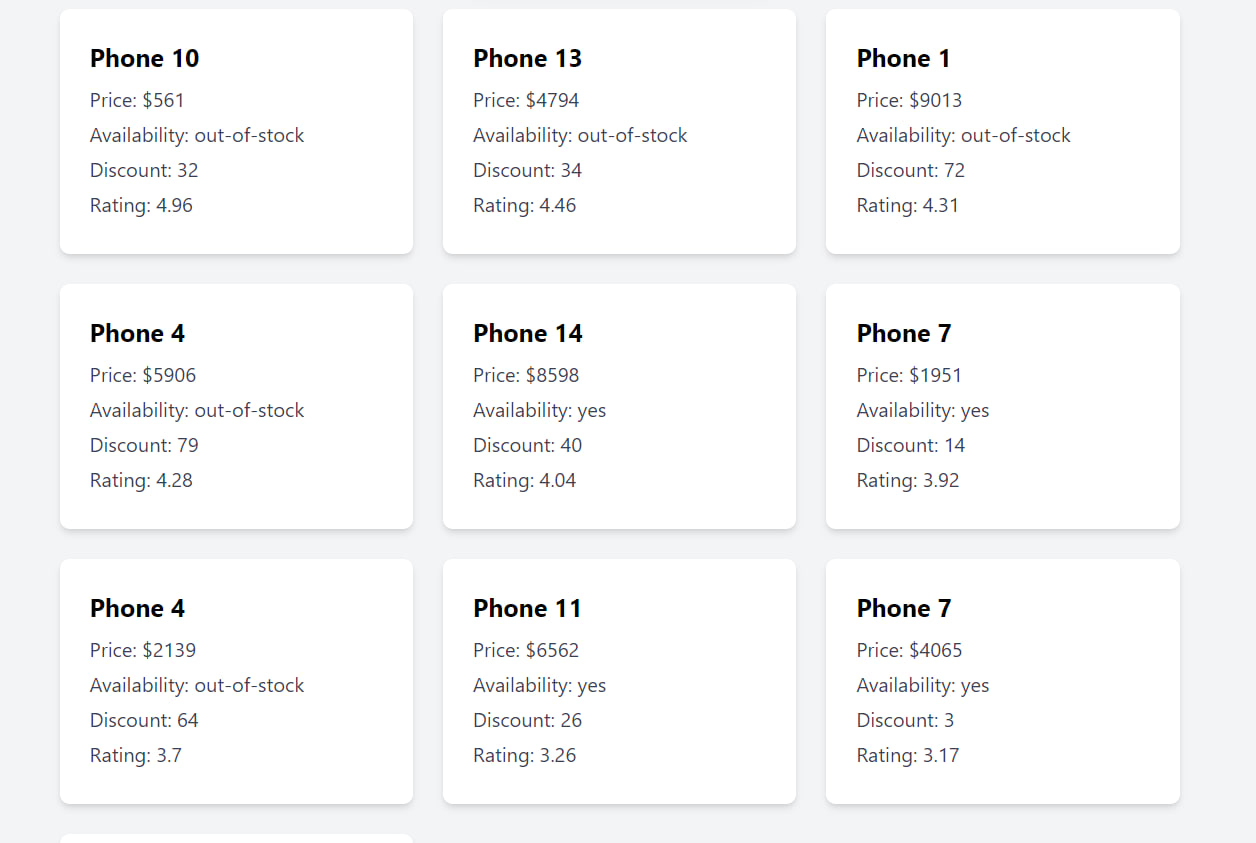 Phone 10
Price: $561
Availability: out-of-stock
Discount: 32
Rating: 4.96
Phone 13
Price: $4794
Availability: out-of-stock
Discount: 34
Rating: 4.46
Phone 1
Price: $9013
Availability: out-of-stock
Discount: 72
Rating: 4.31
Phone 4
Price: $5906
Availability: out-of-stock
Discount: 79
Rating: 4.28
Phone 14
Price: $8598
Availability: yes
Discount: 40
Rating: 4.04
Phone 7
Price: $1951
Availability: yes
Discount: 14
Rating: 3.92
Phone 4
Price: $2139
Availability: out-of-stock
Discount: 64
Rating: 3.7
Phone 11
Price: $6562
Availability: yes
Discount: 26
Rating: 3.26
Phone 7
Price: $4065
Availability: yes
Discount: 3
Rating: 3.17